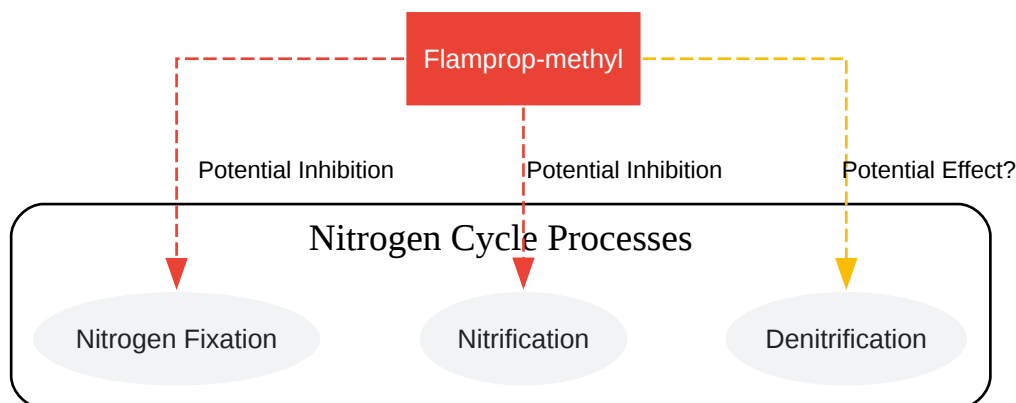 Flamprop-methyl
Potential Inhibition
Potential Inhibition
Potential Effect?
Nitrogen Cycle Processes
Nitrogen Fixation
Nitrification
Denitrification